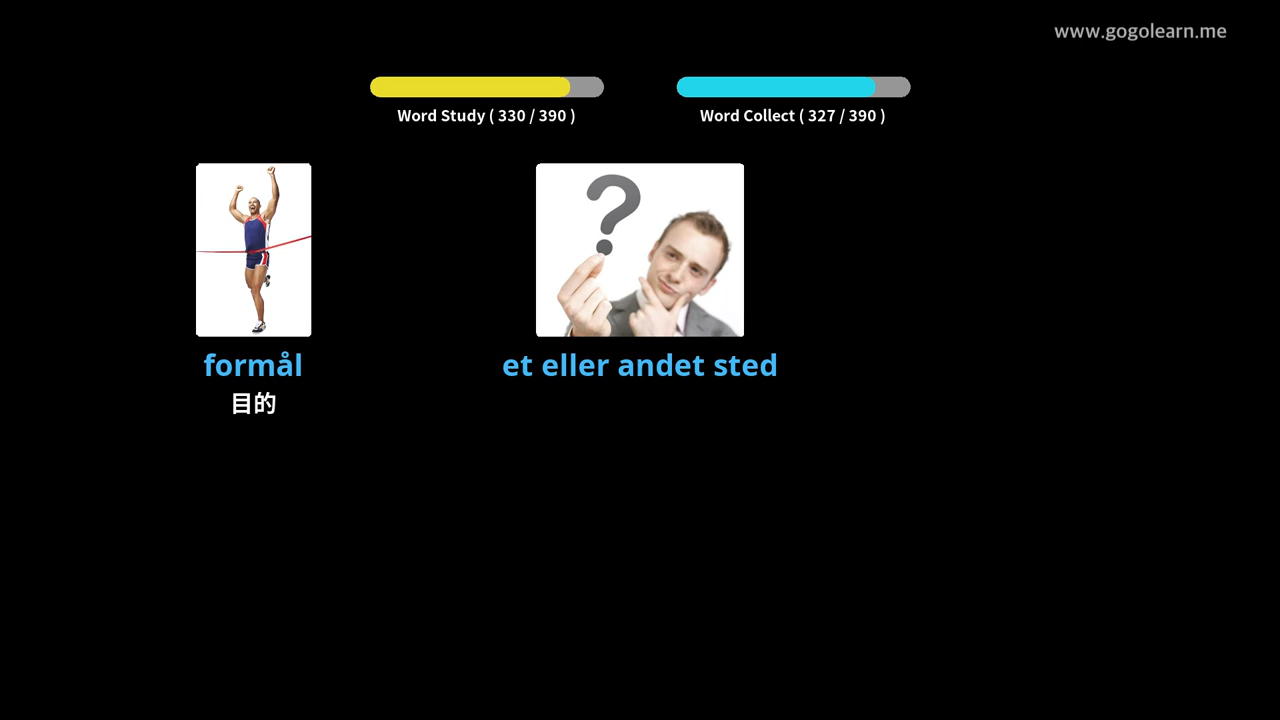 www.gogolearn.me
Word Study ( 330 / 390 )
Word Collect ( 327 / 390 )
formål
目的
et eller andet sted